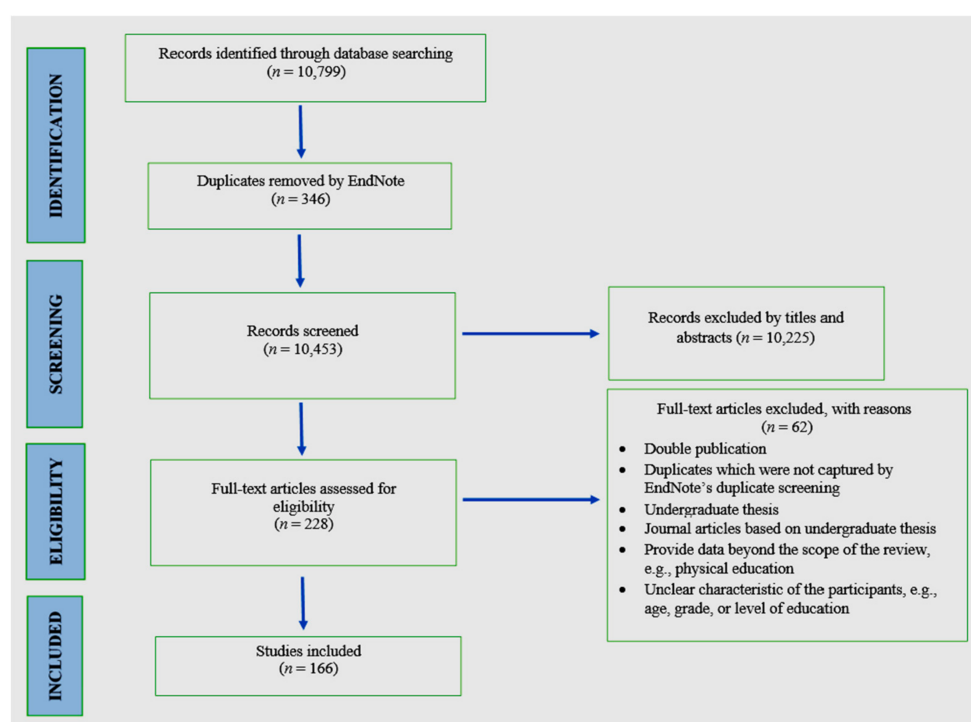 IDENTIFICATION
Records identified through database searching
(n = 10,799)
Duplicates removed by EndNote
(n = 346)
SCREENING
Records screened
(n = 10,453)
Records excluded by titles and
abstracts (n = 10,225)
ELIGIBILITY
Full-text articles assessed for
eligibility
(n = 228)
Full-text articles excluded, with reasons
(n = 62)
• Double publication
• Duplicates which were not captured by
EndNote's duplicate screening
• Undergraduate thesis
• Journal articles based on undergraduate thesis
• Provide data beyond the scope of the review,
e.g., physical education
• Unclear characteristic of the participants, e.g.,
age, grade, or level of education
INCLUDED
Studies included
(n = 166)